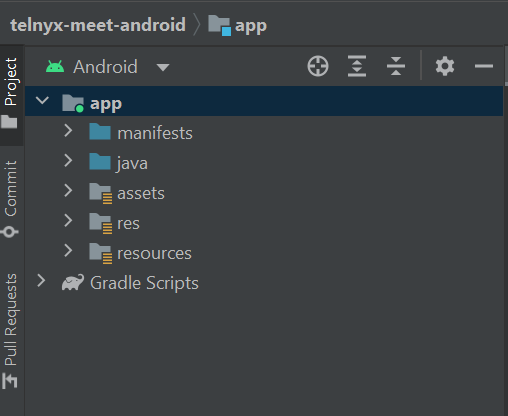 telnyx-meet-android
app
Project
Commit
Pull Requests
Android
app
manifests
java
assets
res
resources
Gradle Scripts